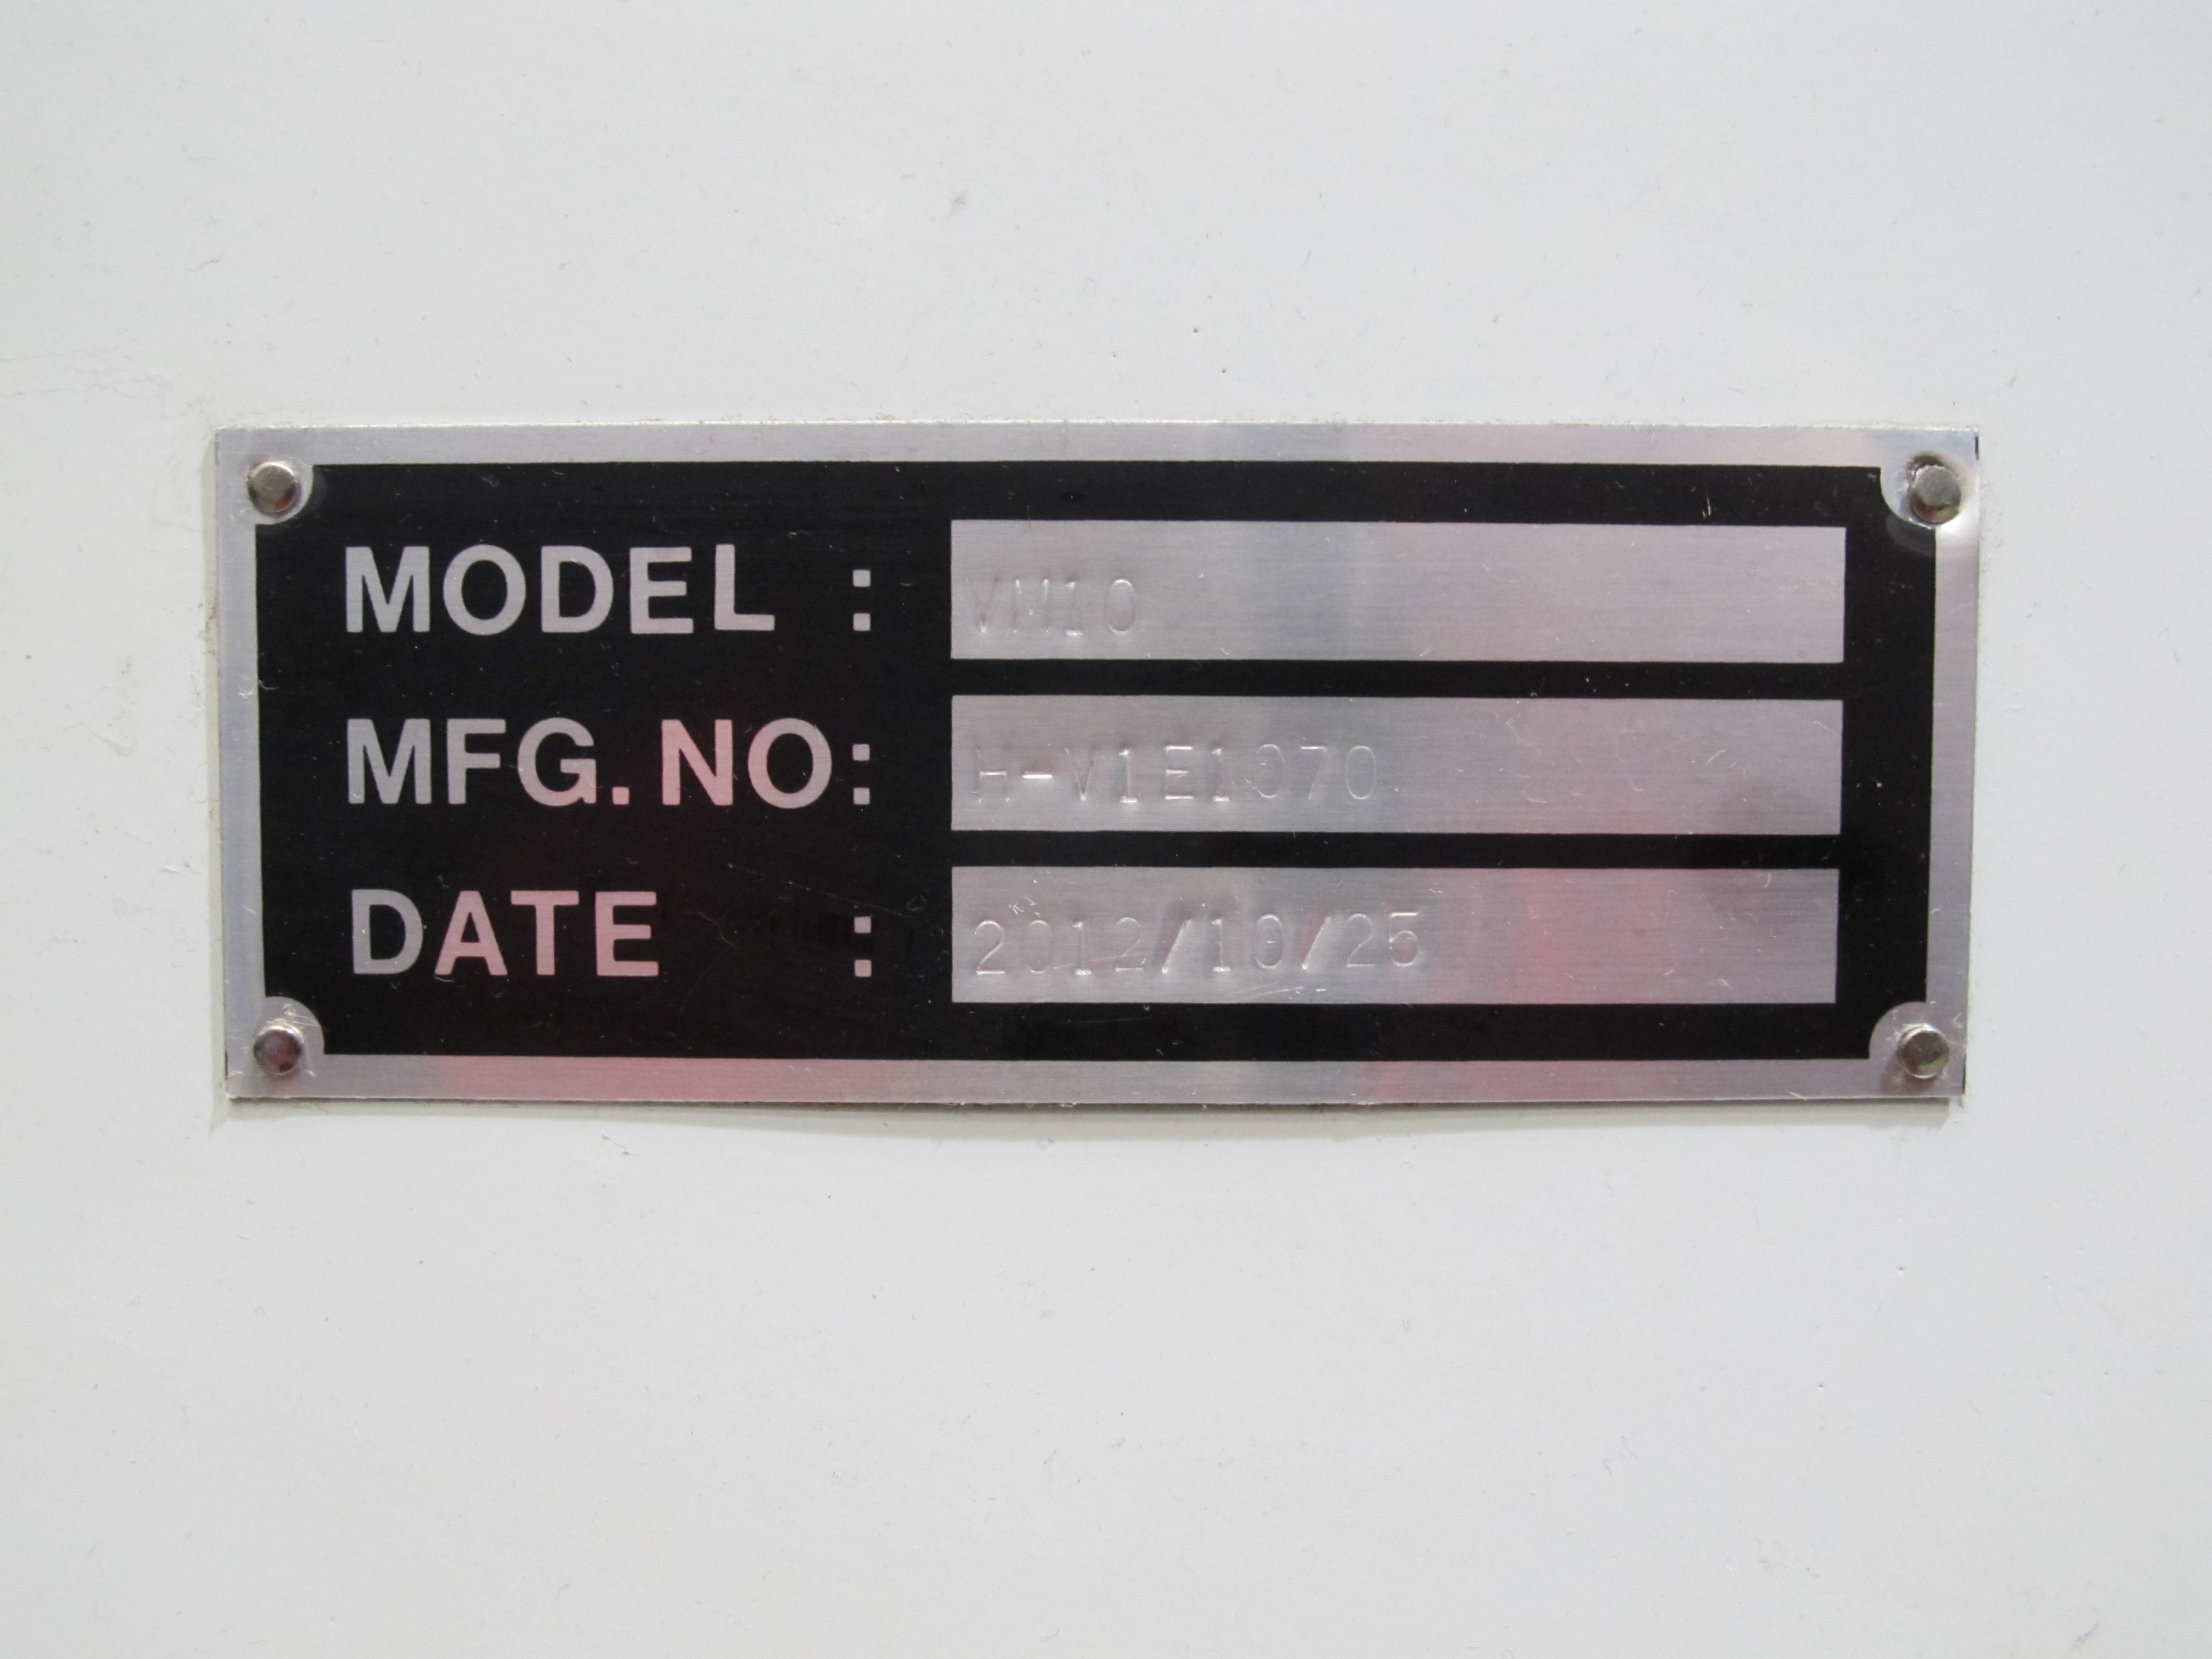 MODEL : VM10
MFG.NO: H-V1E1070
DATE : 2012/10/25